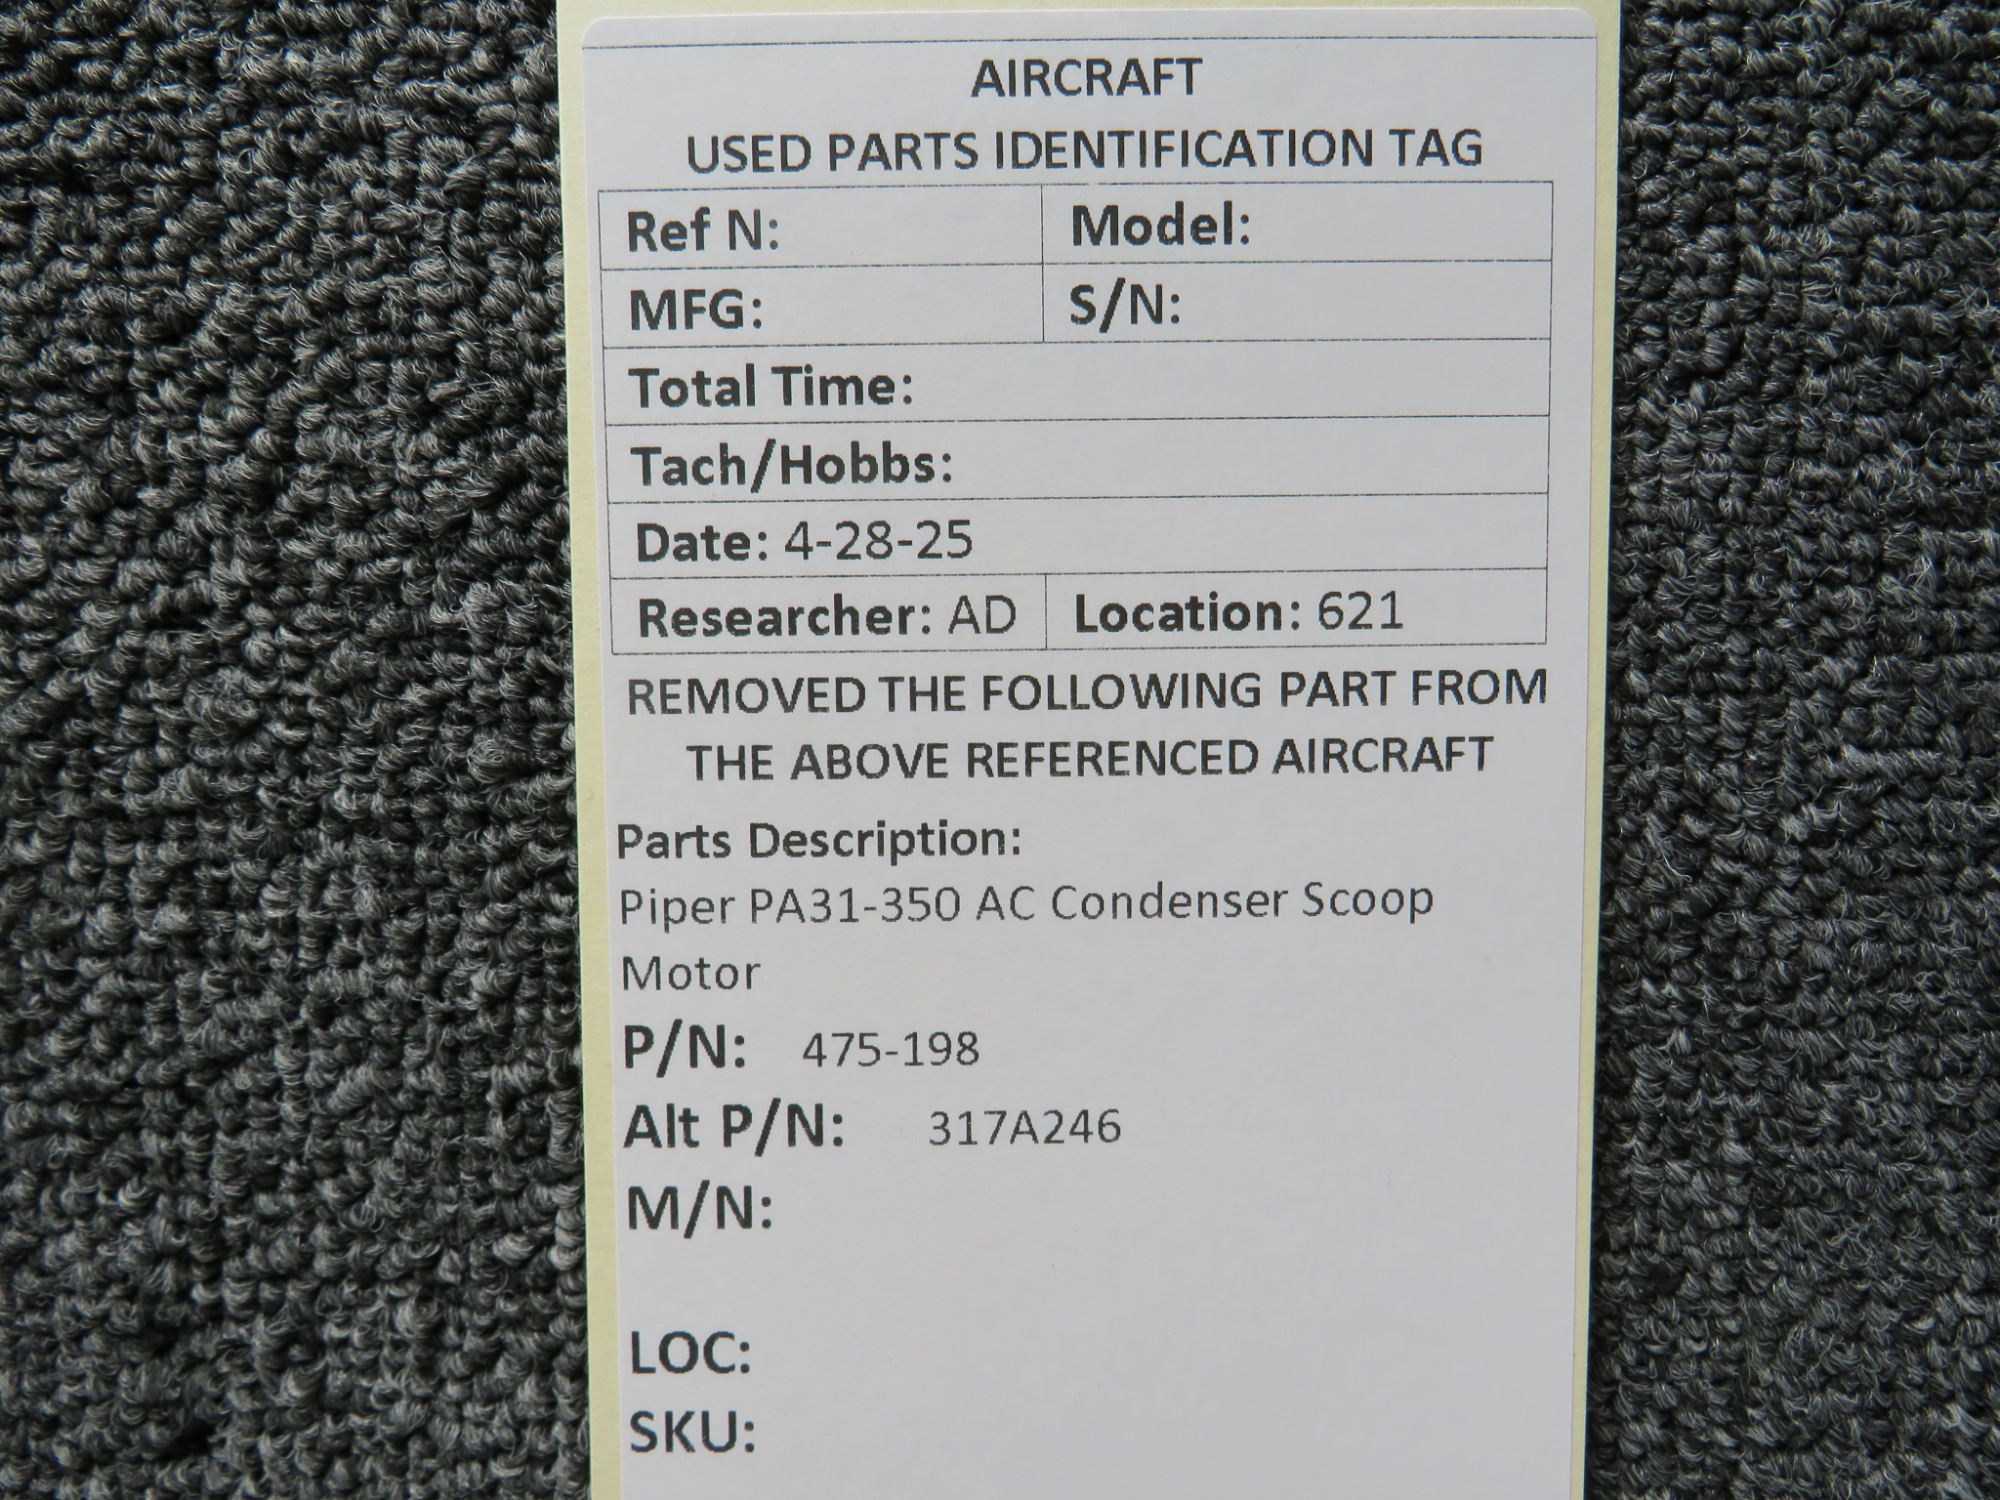 AIRCRAFT
USED PARTS IDENTIFICATION TAG
Ref N: Model:
MFG: S/N:
Total Time:
Tach/Hobbs:
Date: 4-28-25
Researcher: AD Location: 621
REMOVED THE FOLLOWING PART FROM
THE ABOVE REFERENCED AIRCRAFT
Parts Description:
Piper PA31-350 AC Condenser Scoop
Motor
P/N: 475-198
Alt P/N: 317A246
M/N:
LOC:
SKU: